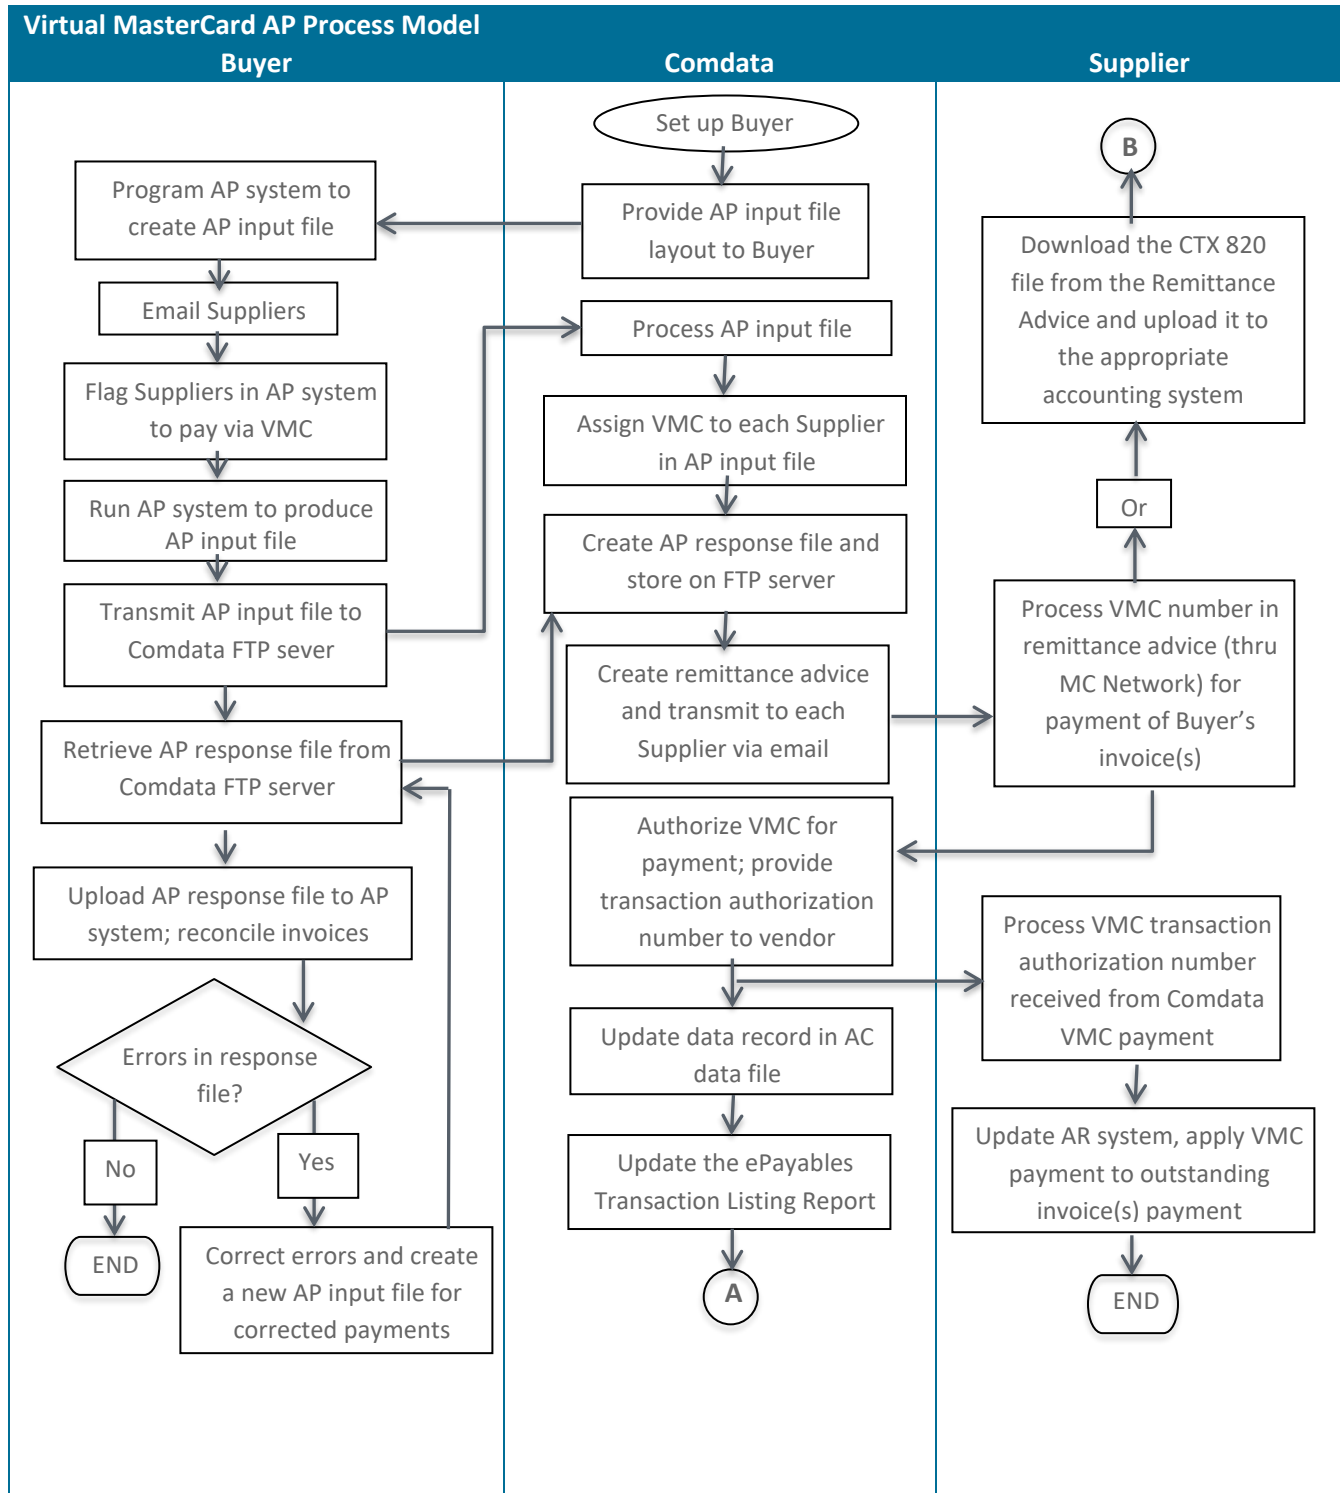 Virtual MasterCard AP Process Model
Buyer
Comdata
Supplier
Program AP system to
create AP input file
Email Suppliers
Flag Suppliers in AP system
to pay via VMC
Run AP system to produce
AP input file
Transmit AP input file to
Comdata FTP sever
Retrieve AP response file from
Comdata FTP server
Upload AP response file to AP
system; reconcile invoices
Errors in response
file?
No
Yes
END
Correct errors and create
a new AP input file for
corrected payments
Set up Buyer
Provide AP input file
layout to Buyer
Process AP input file
Assign VMC to each Supplier
in AP input file
Create AP response file and
store on FTP server
Create remittance advice
and transmit to each
Supplier via email
Authorize VMC for
payment; provide
transaction authorization
number to vendor
Update data record in AC
data file
Update the ePayables
Transaction Listing Report
A
B
Download the CTX 820
file from the Remittance
Advice and upload it to
the appropriate
accounting system
Or
Process VMC number in
remittance advice (thru
MC Network) for
payment of Buyer’s
invoice(s)
Process VMC transaction
authorization number
received from Comdata
VMC payment
Update AR system, apply VMC
payment to outstanding
invoice(s) payment
END